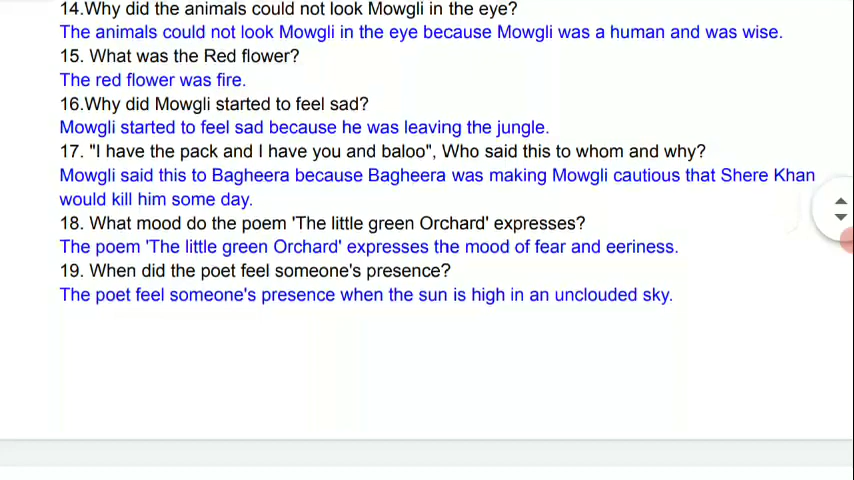 14.Why did the animals could not look Mowgli in the eye?
The animals could not look Mowgli in the eye because Mowgli was a human and was wise.
15. What was the Red flower?
The red flower was fire.
16.Why did Mowgli started to feel sad?
Mowgli started to feel sad because he was leaving the jungle.
17. "I have the pack and I have you and baloo", Who said this to whom and why?
Mowgli said this to Bagheera because Bagheera was making Mowgli cautious that Shere Khan
would kill him some day.
18. What mood do the poem 'The little green Orchard' expresses?
The poem 'The little green Orchard' expresses the mood of fear and eeriness.
19. When did the poet feel someone's presence?
The poet feel someone's presence when the sun is high in an unclouded sky.